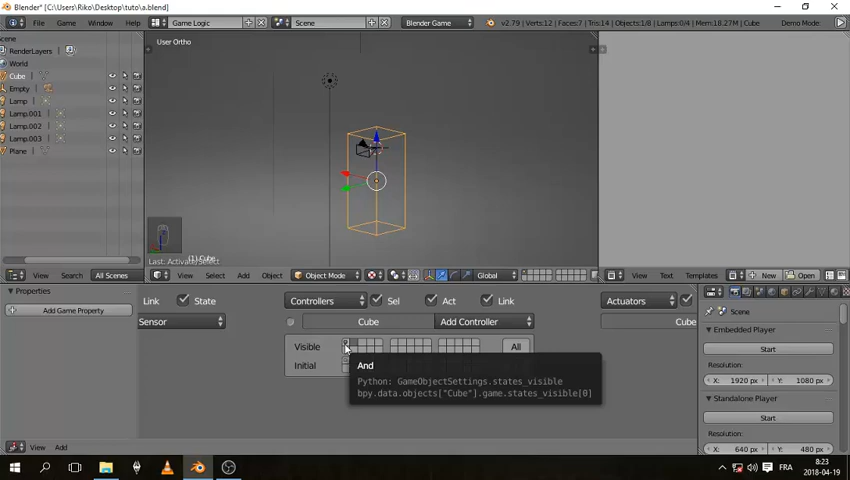 Blender* [C:\Users\Riko\Desktop\tuto\a.blend]
File Game Window Help Game Logic Scene Blender Game v2.79 | Verts:12 | Faces:7 | Tris:14 | Objects:1/8 | Lamps:0/4 | Mem:18.27M | Cube Demo Mode:
Scene
RenderLayers
World
Cube
Empty
Lamp
Lamp.001
Lamp.002
Lamp.003
Plane
User Ortho
Last: Activate/Select
(1) Cube
View Search All Scenes
View Select Add Object Object Mode Global
View Text Templates New Open
Properties
Add Game Property
Link State
Sensor
Controllers Sel Act Link
Cube Add Controller
Visible All
Initial
And
Python: GameObjectSettings.states_visible
bpy.data.objects["Cube"].game.states_visible[0]
Actuators
Cube
Scene
Embedded Player
Start
Resolution:
X: 1920 px Y: 1080 px
Standalone Player
Start
Resolution:
X: 640 px Y: 480 px
View Add
FRA
8:23
2018-04-19